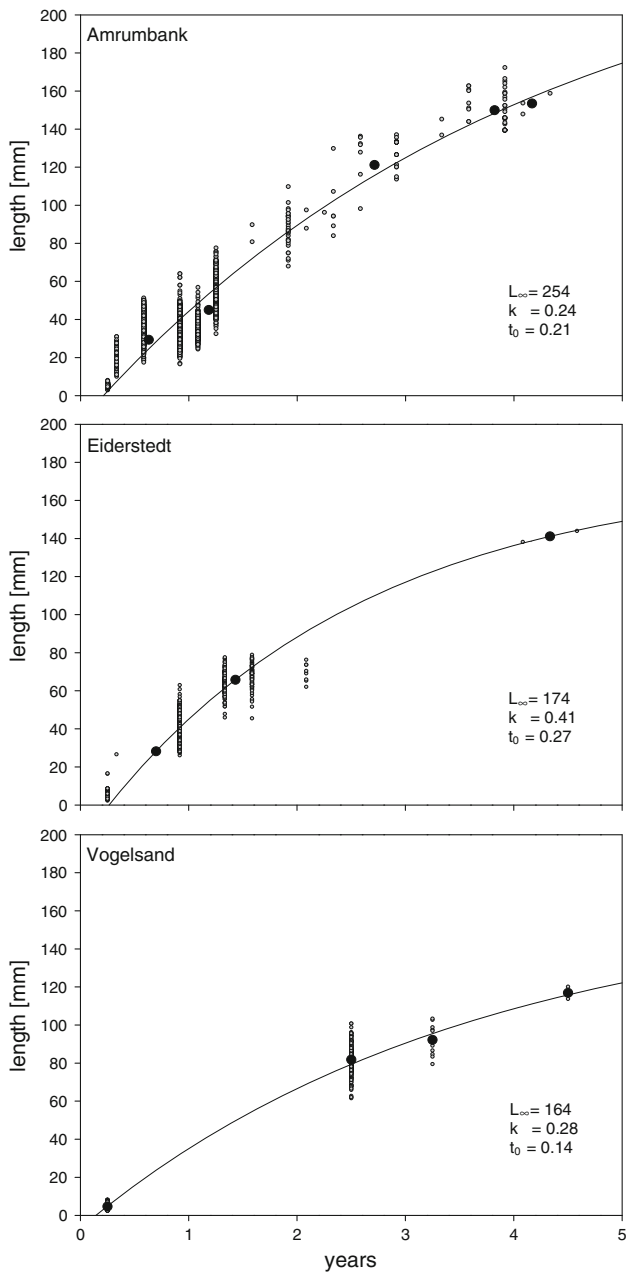 200
Amrumbank
180
160
140
120
100
80
60
40
20
0
length [mm]
L∞= 254
k = 0.24
t₀ = 0.21
200
Eiderstedt
180
160
140
120
100
80
60
40
20
0
length [mm]
L∞= 174
k = 0.41
t₀ = 0.27
200
Vogelsand
180
160
140
120
100
80
60
40
20
0
length [mm]
L∞= 164
k = 0.28
t₀ = 0.14
0 1 2 3 4 5
years